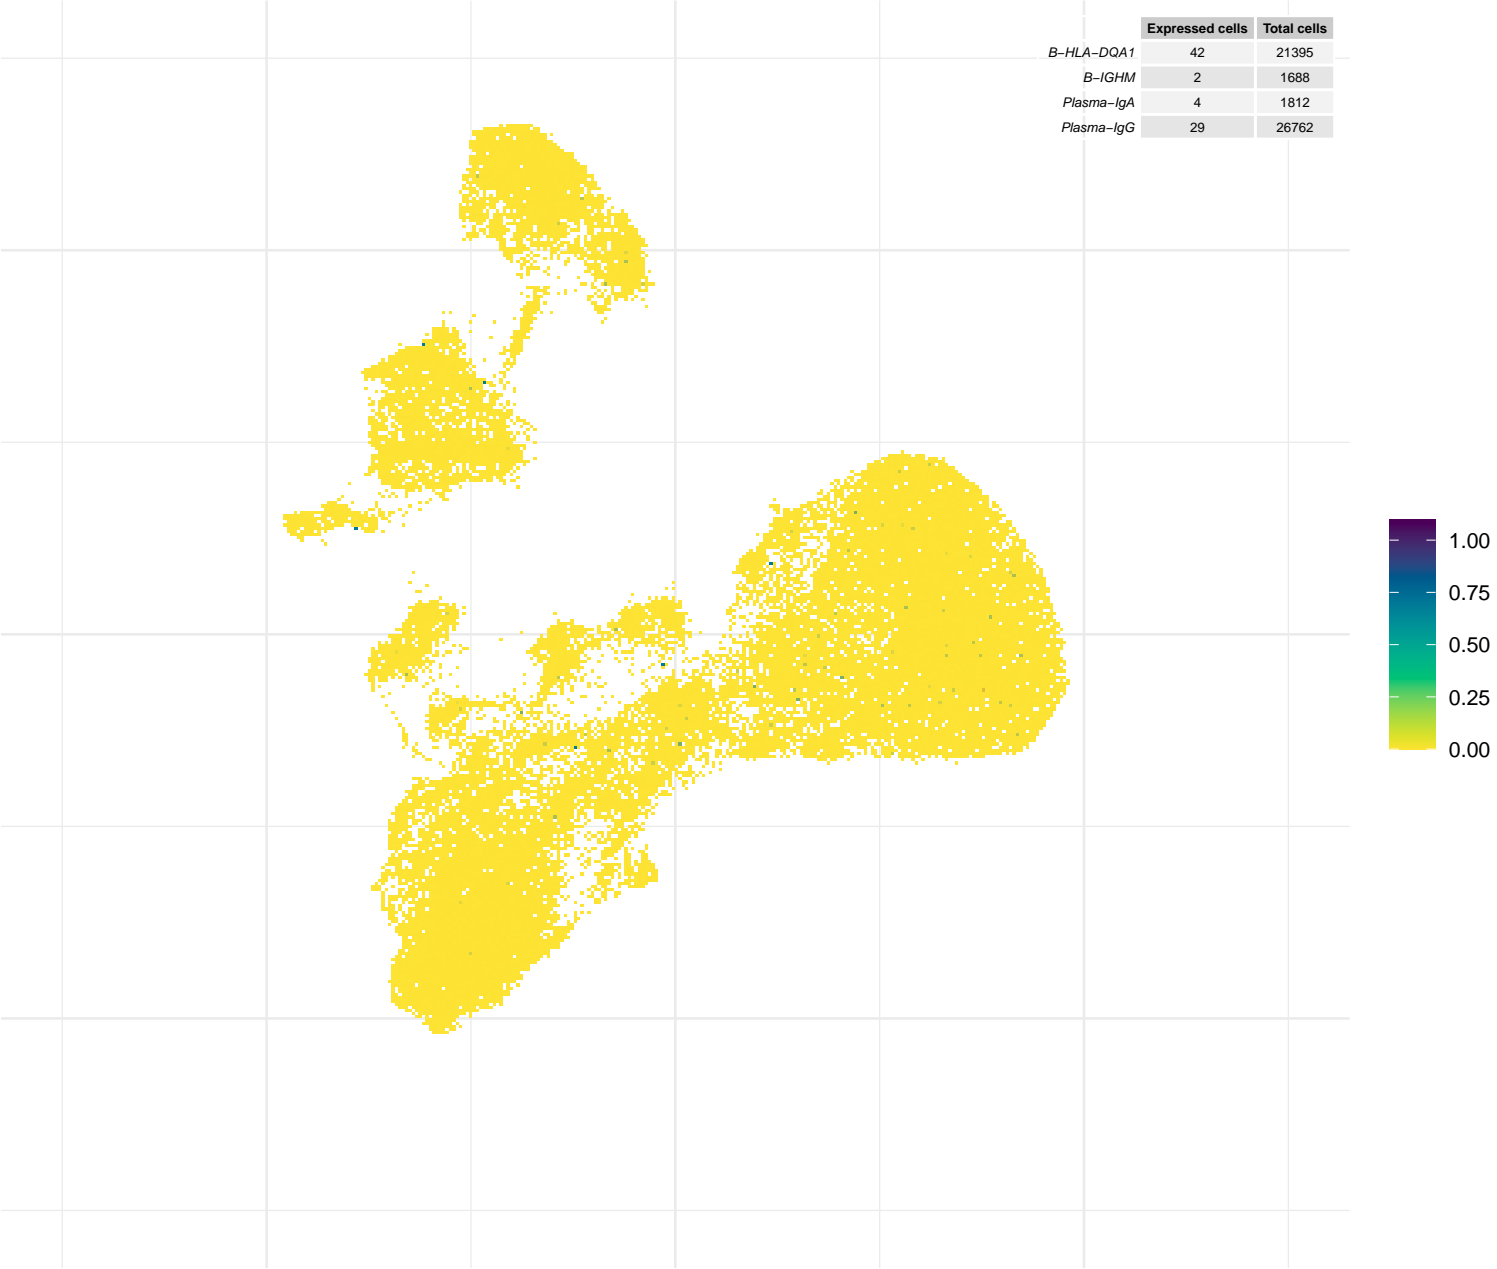 Expressed cells Total cells
B−HLA−DQA1 42 21395
B−IGHM 2 1688
Plasma−IgA 4 1812
Plasma−IgG 29 26762
1.00
0.75
0.50
0.25
0.00